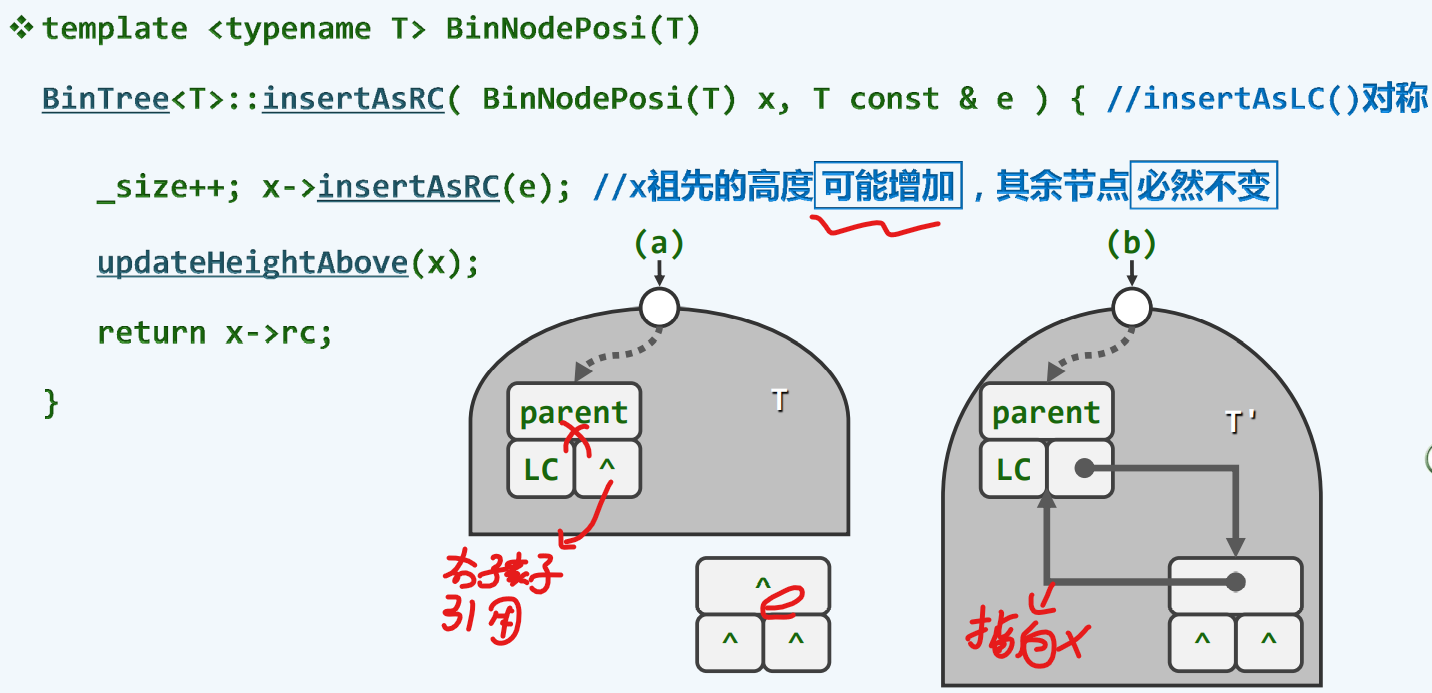 ❖ template <typename T> BinNodePosi(T)
BinTree<T>::insertAsRC( BinNodePosi(T) x, T const & e ) { //insertAsLC()对称
_size++; x->insertAsRC(e); //x祖先的高度可能增加，其余节点必然不变
updateHeightAbove(x);
return x->rc;
}
(a)
(b)
parent
T
LC ^
parent
T'
LC
右孩子
引用
^
^ ^
指向x
^ ^